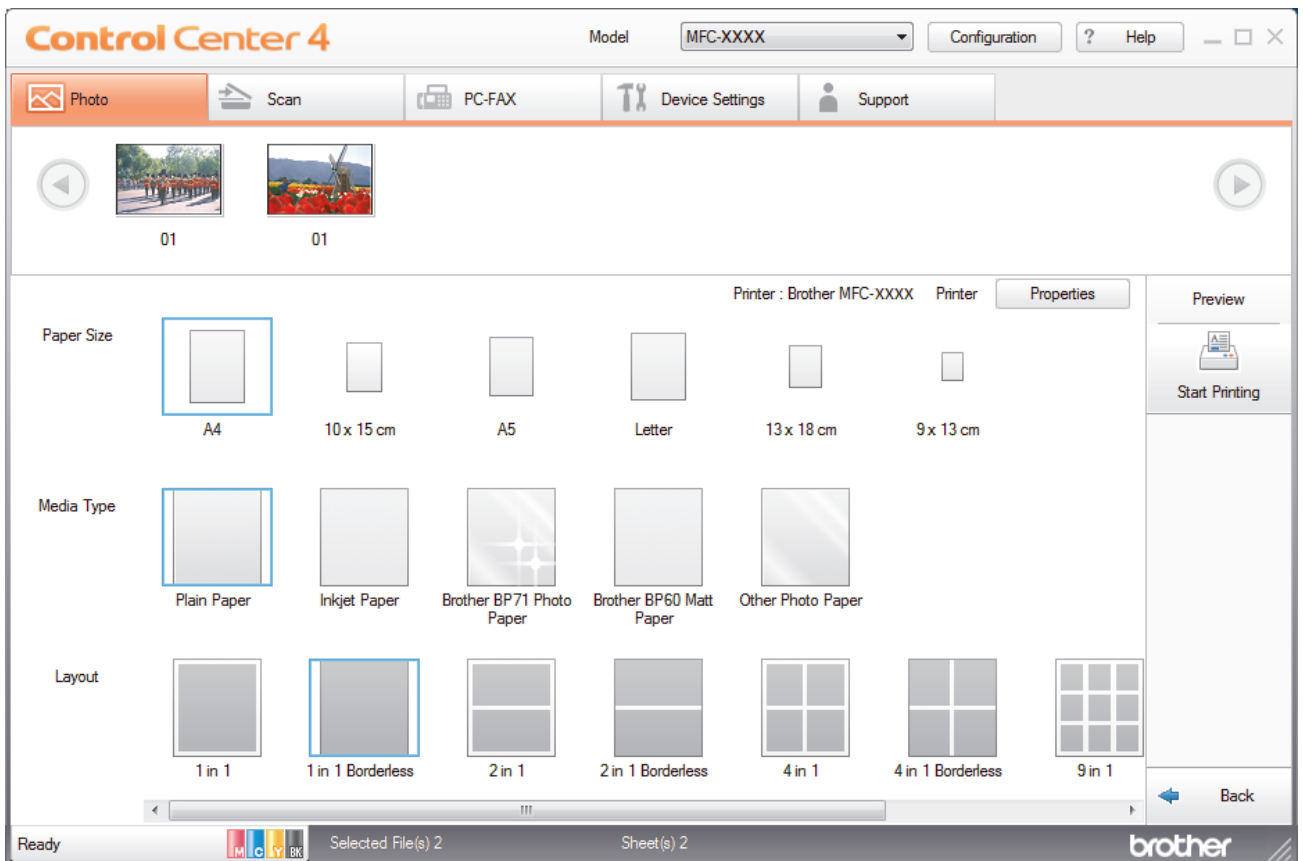 Control Center 4 Model MFC-XXXX Configuration ? Help
Photo Scan PC-FAX Device Settings Support
01 01
Printer : Brother MFC-XXXX Printer Properties Preview
Paper Size
Start Printing
A4 10 x 15 cm A5 Letter 13 x 18 cm 9 x 13 cm
Media Type
Plain Paper Inkjet Paper Brother BP71 Photo Brother BP60 Matt Other Photo Paper
Paper Paper
Layout
1 in 1 1 in 1 Borderless 2 in 1 2 in 1 Borderless 4 in 1 4 in 1 Borderless 9 in 1
Back
Ready M C Y BK Selected File(s) 2 Sheet(s) 2 brother